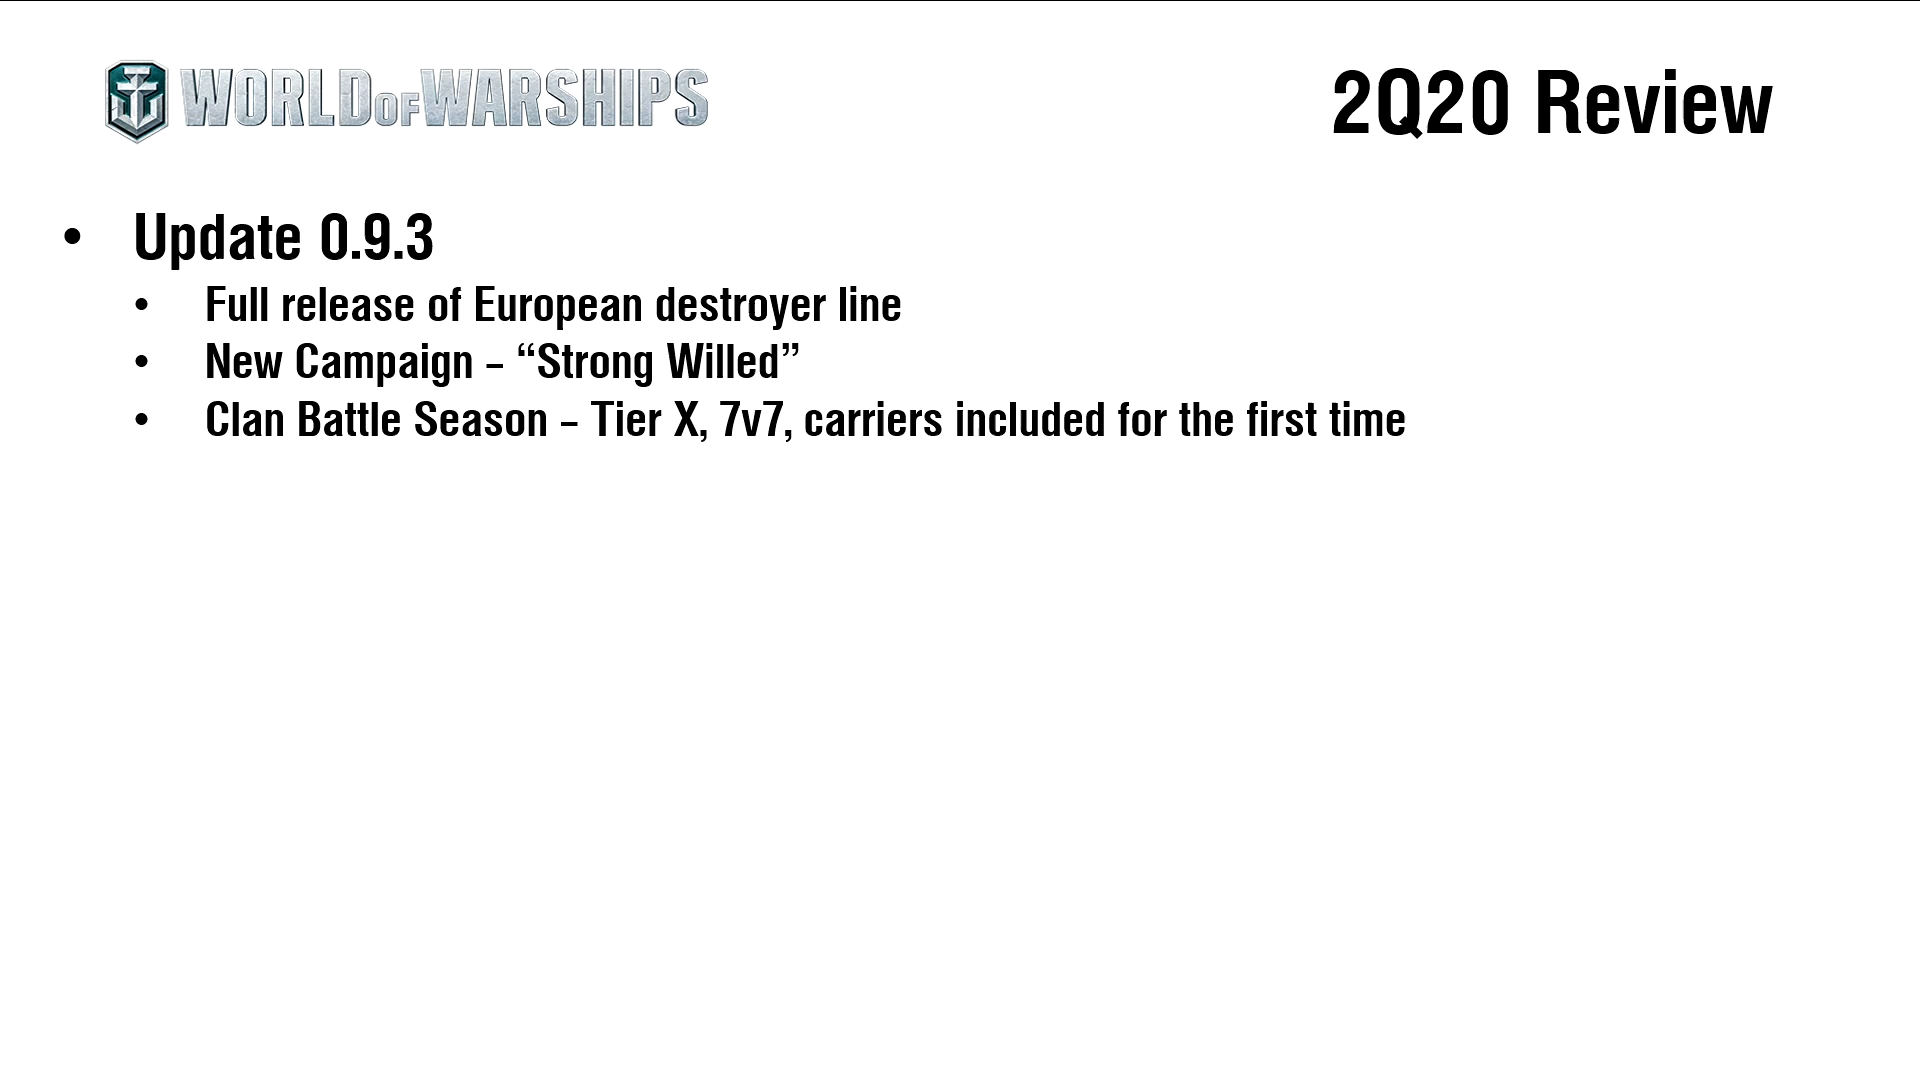 WORLD OF WARSHIPS
2Q20 Review
• Update 0.9.3
• Full release of European destroyer line
• New Campaign – “Strong Willed”
• Clan Battle Season – Tier X, 7v7, carriers included for the first time